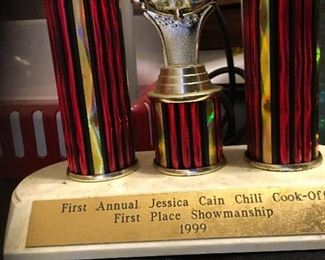 First Annual Jessica Cain Chili Cook-Off
First Place Showmanship
1999